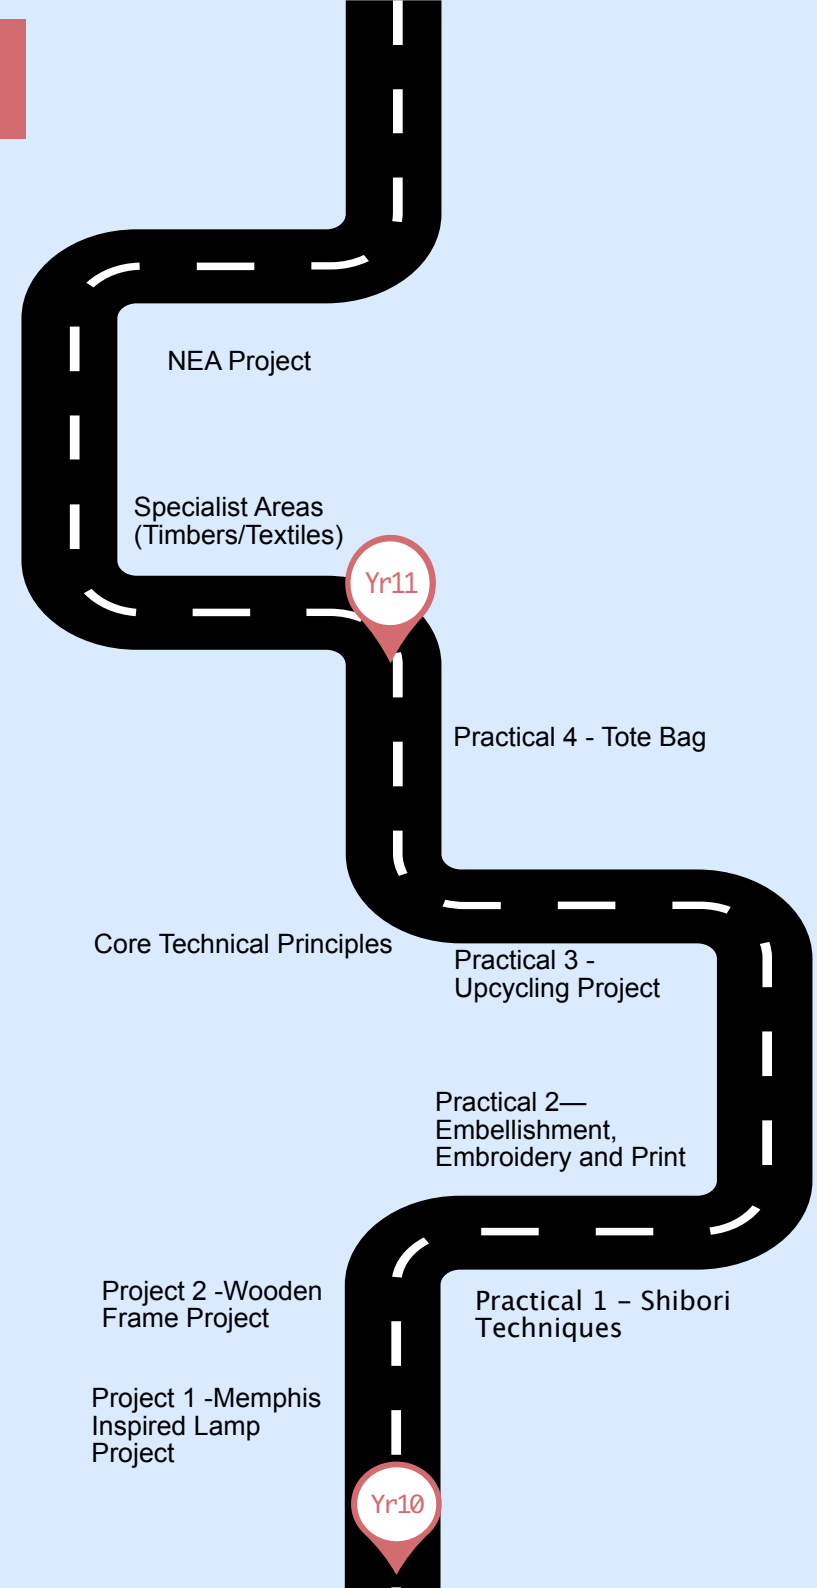 NEA Project
Specialist Areas
(Timbers/Textiles)
Yr11
Practical 4 - Tote Bag
Core Technical Principles
Practical 3 -
Upcycling Project
Practical 2—
Embellishment,
Embroidery and Print
Project 2 -Wooden
Frame Project
Practical 1 – Shibori
Techniques
Project 1 -Memphis
Inspired Lamp
Project
Yr10